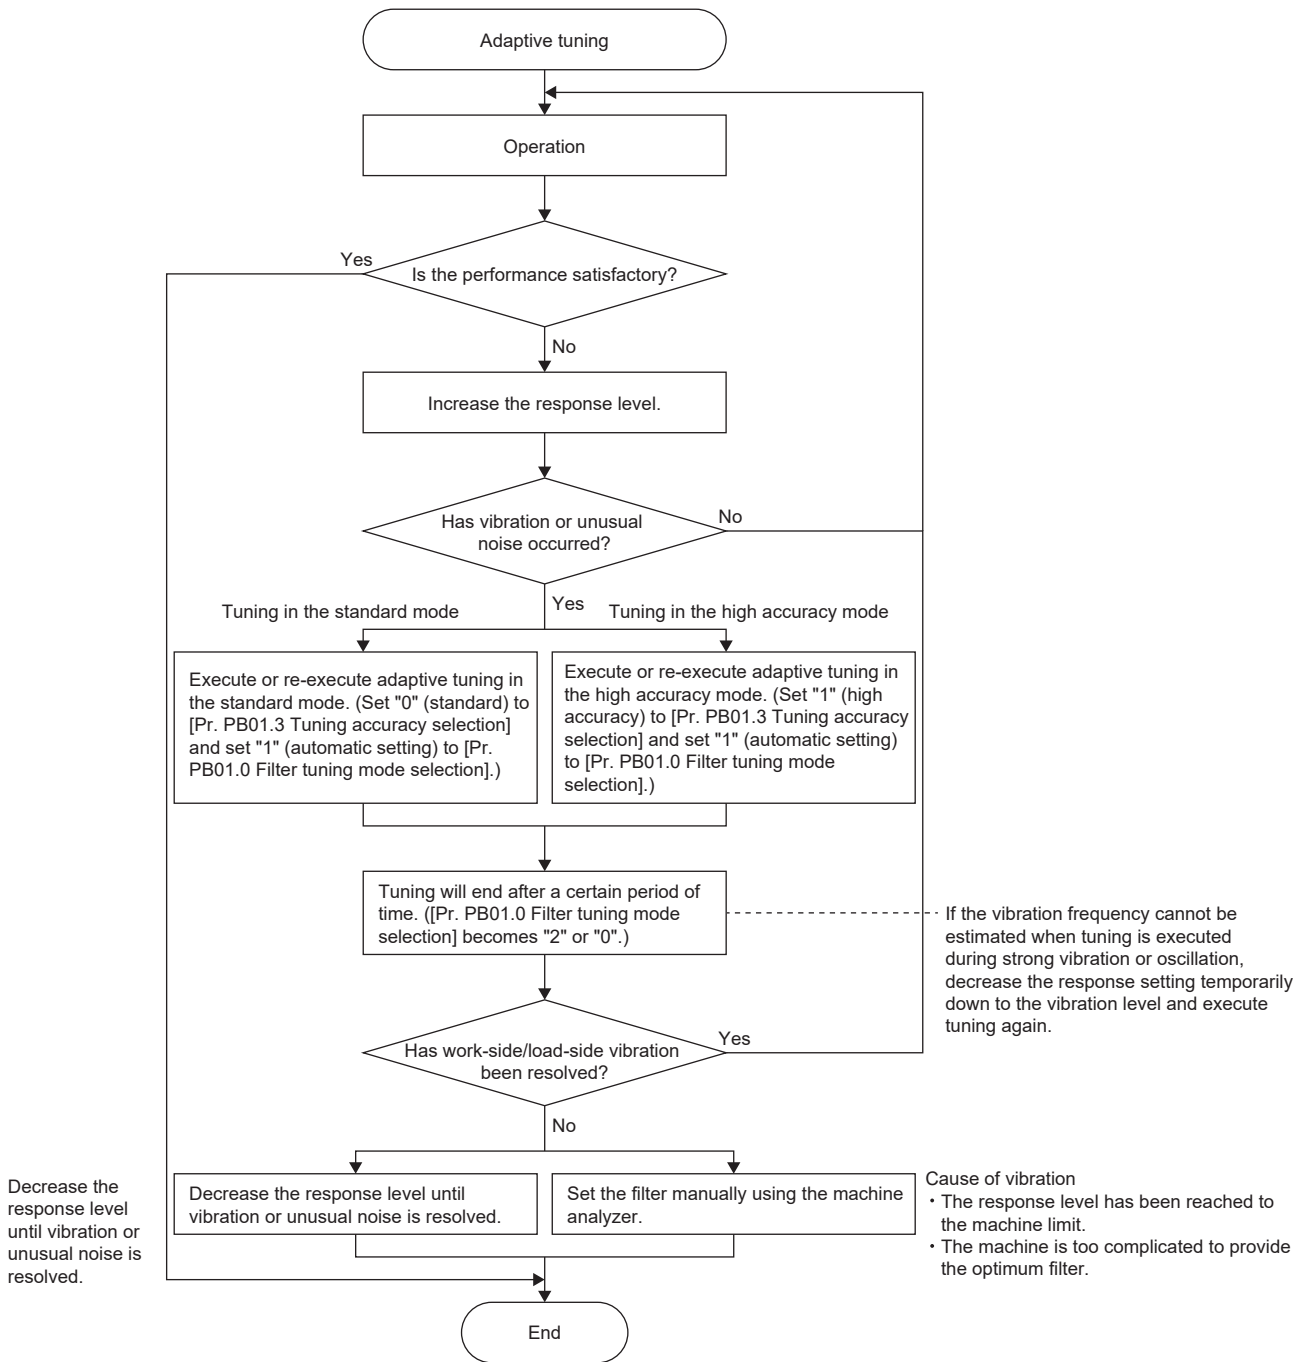 Adaptive tuning
Operation
Yes
Is the performance satisfactory?
No
Increase the response level.
Has vibration or unusual
noise occurred?
No
Yes
Tuning in the standard mode
Tuning in the high accuracy mode
Execute or re-execute adaptive tuning in
the standard mode. (Set "0" (standard) to
[Pr. PB01.3 Tuning accuracy selection]
and set "1" (automatic setting) to [Pr.
PB01.0 Filter tuning mode selection].)
Execute or re-execute adaptive tuning in
the high accuracy mode. (Set "1" (high
accuracy) to [Pr. PB01.3 Tuning accuracy
selection] and set "1" (automatic setting)
to [Pr. PB01.0 Filter tuning mode
selection].)
Tuning will end after a certain period of
time. ([Pr. PB01.0 Filter tuning mode
selection] becomes "2" or "0".)
If the vibration frequency cannot be
estimated when tuning is executed
during strong vibration or oscillation,
decrease the response setting temporarily
down to the vibration level and execute
tuning again.
Has work-side/load-side vibration
been resolved?
Yes
No
Decrease the
response level
until vibration or
unusual noise is
resolved.
Decrease the response level until
vibration or unusual noise is resolved.
Set the filter manually using the machine
analyzer.
Cause of vibration
・The response level has been reached to
the machine limit.
・The machine is too complicated to provide
the optimum filter.
End